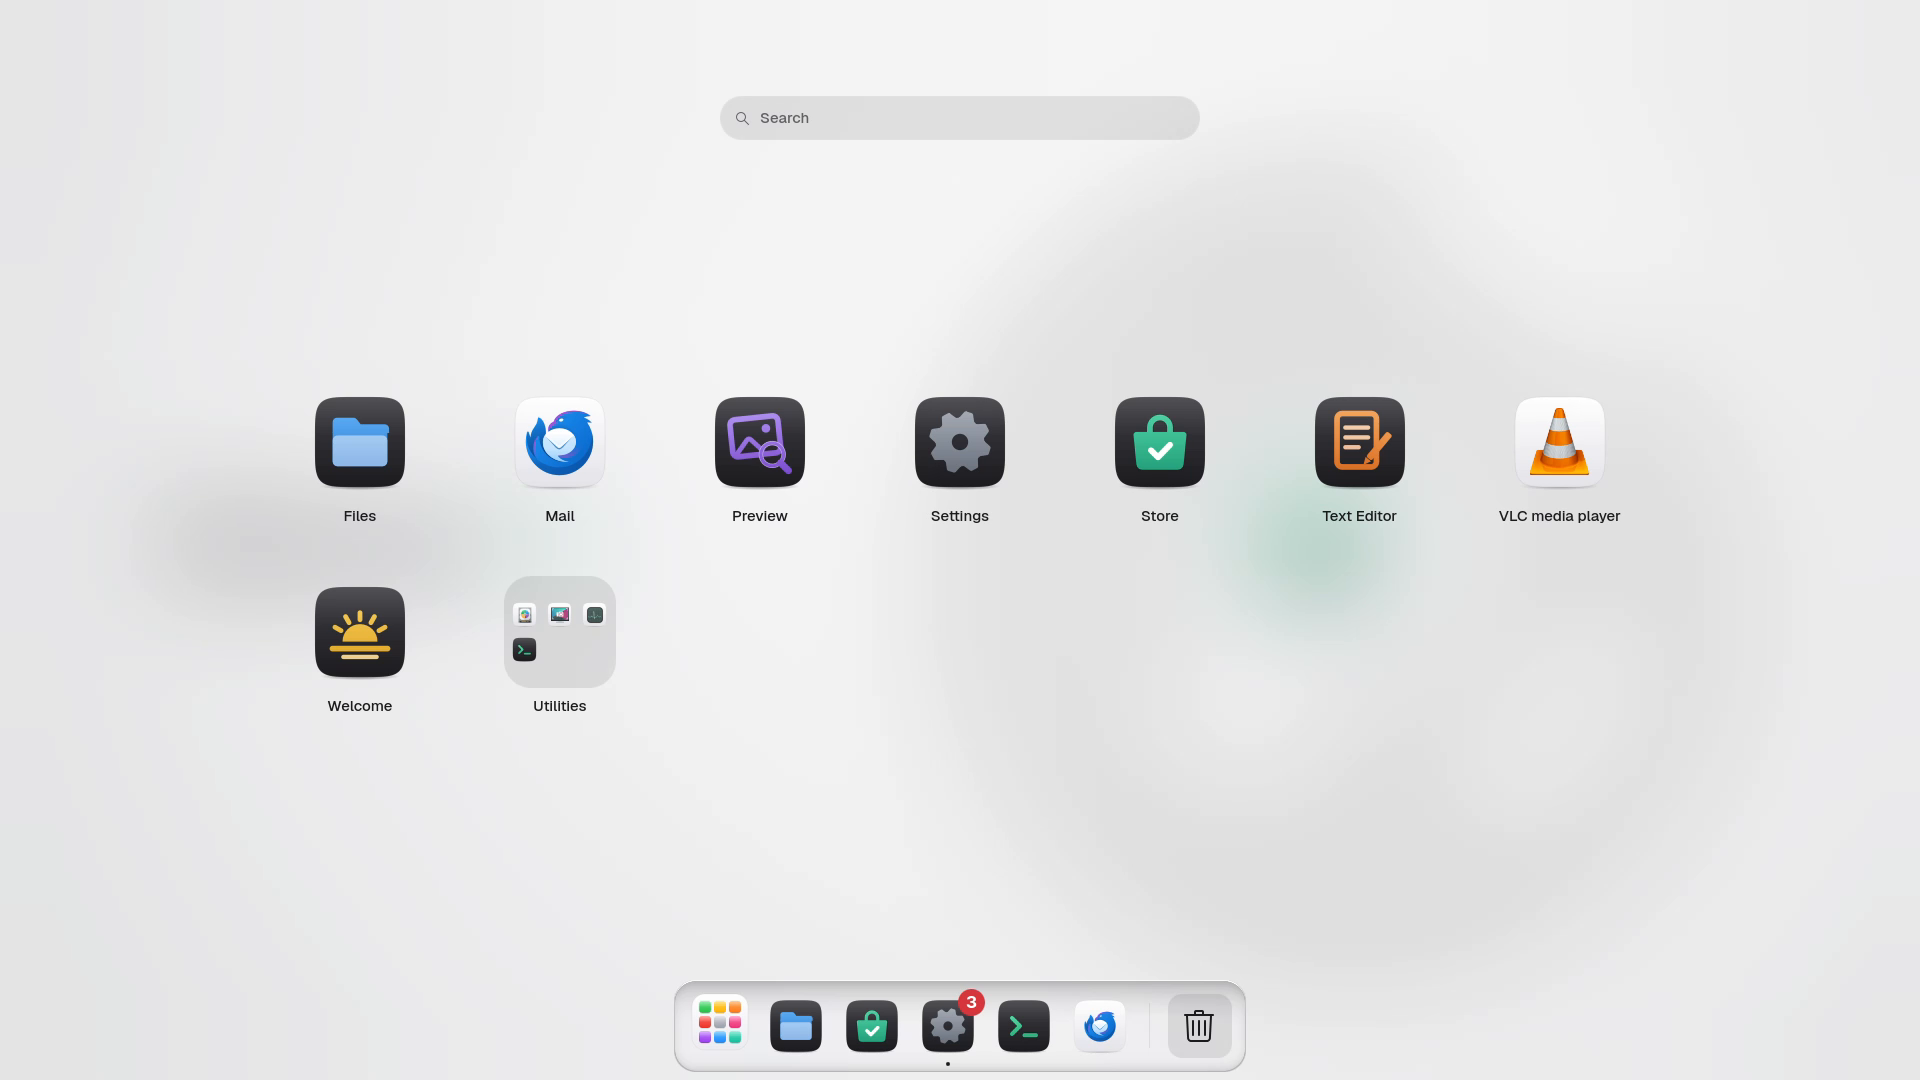 Search
Files
Mail
Preview
Settings
Store
Text Editor
VLC media player
Welcome
Utilities
3